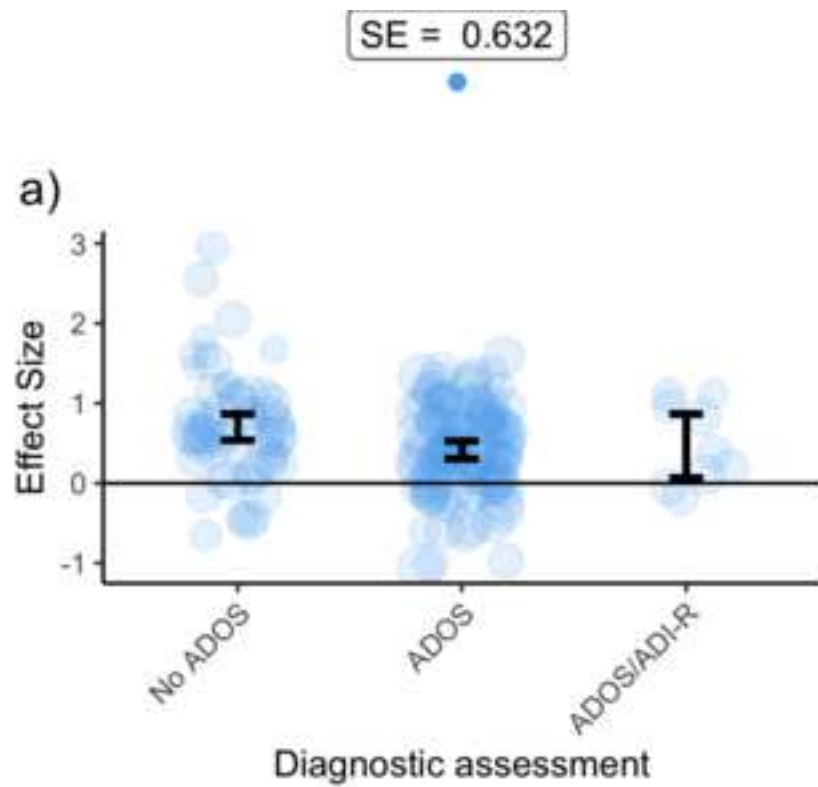 SE = 0.632
a)
Effect Size
3
2
1
0
-1
No ADOS
ADOS
ADOS/ADI-R
Diagnostic assessment